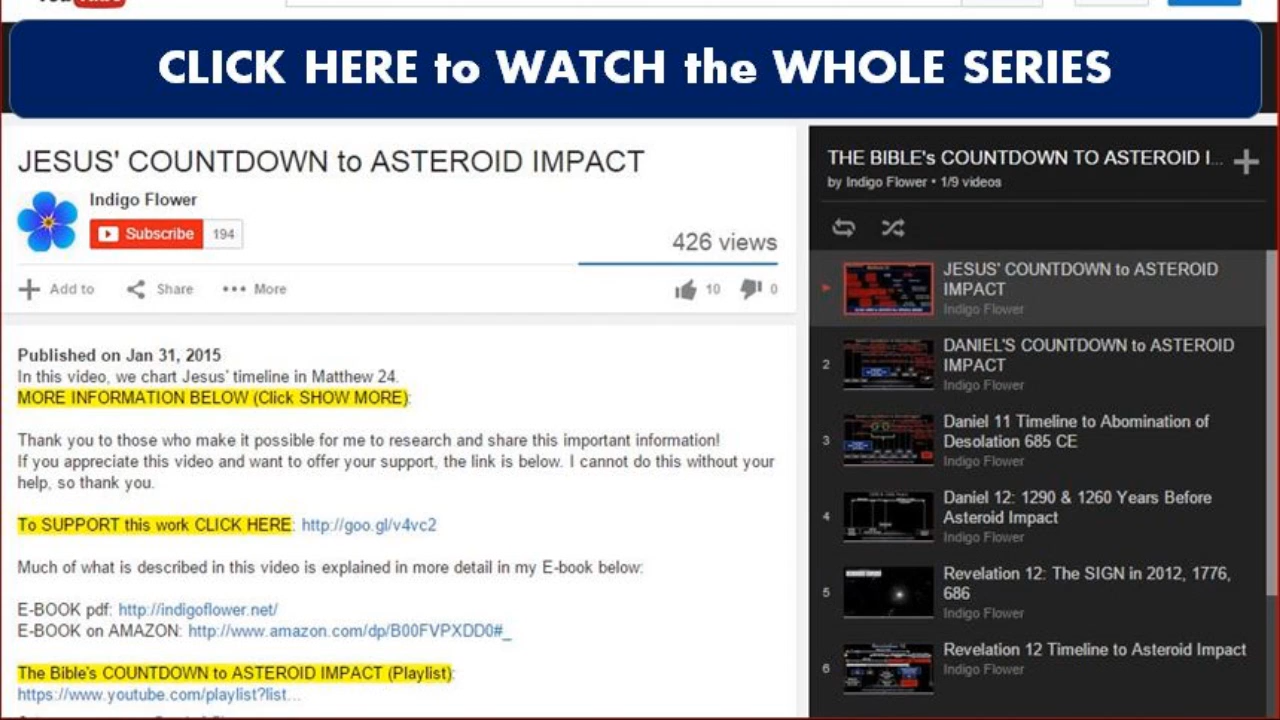 YouTube
CLICK HERE to WATCH the WHOLE SERIES
JESUS' COUNTDOWN to ASTEROID IMPACT
Indigo Flower
Subscribe 194
426 views
Add to Share More 10 0
Published on Jan 31, 2015
In this video, we chart Jesus' timeline in Matthew 24.
MORE INFORMATION BELOW (Click SHOW MORE):
Thank you to those who make it possible for me to research and share this important information!
If you appreciate this video and want to offer your support, the link is below. I cannot do this without your
help, so thank you.
To SUPPORT this work CLICK HERE: http://goo.gl/v4vc2
Much of what is described in this video is explained in more detail in my E-book below:
E-BOOK pdf: http://indigoflower.net/
E-BOOK on AMAZON: http://www.amazon.com/dp/B00FVPXDD0#_
The Bible's COUNTDOWN to ASTEROID IMPACT (Playlist):
https://www.youtube.com/playlist?list...
THE BIBLE's COUNTDOWN TO ASTEROID I...
by Indigo Flower • 1/9 videos
JESUS' COUNTDOWN to ASTEROID
IMPACT
Indigo Flower
2
DANIEL'S COUNTDOWN to ASTEROID
IMPACT
Indigo Flower
3
Daniel 11 Timeline to Abomination of
Desolation 685 CE
Indigo Flower
4
Daniel 12: 1290 & 1260 Years Before
Asteroid Impact
Indigo Flower
5
Revelation 12: The SIGN in 2012, 1776,
686
Indigo Flower
6
Revelation 12 Timeline to Asteroid Impact
Indigo Flower